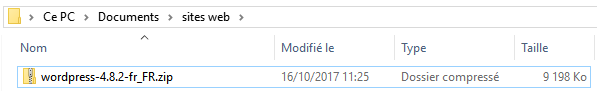 Ce PC > Documents > sites web >
Nom Modifié le Type Taille
wordpress-4.8.2-fr_FR.zip 16/10/2017 11:25 Dossier compressé 9 198 Ko